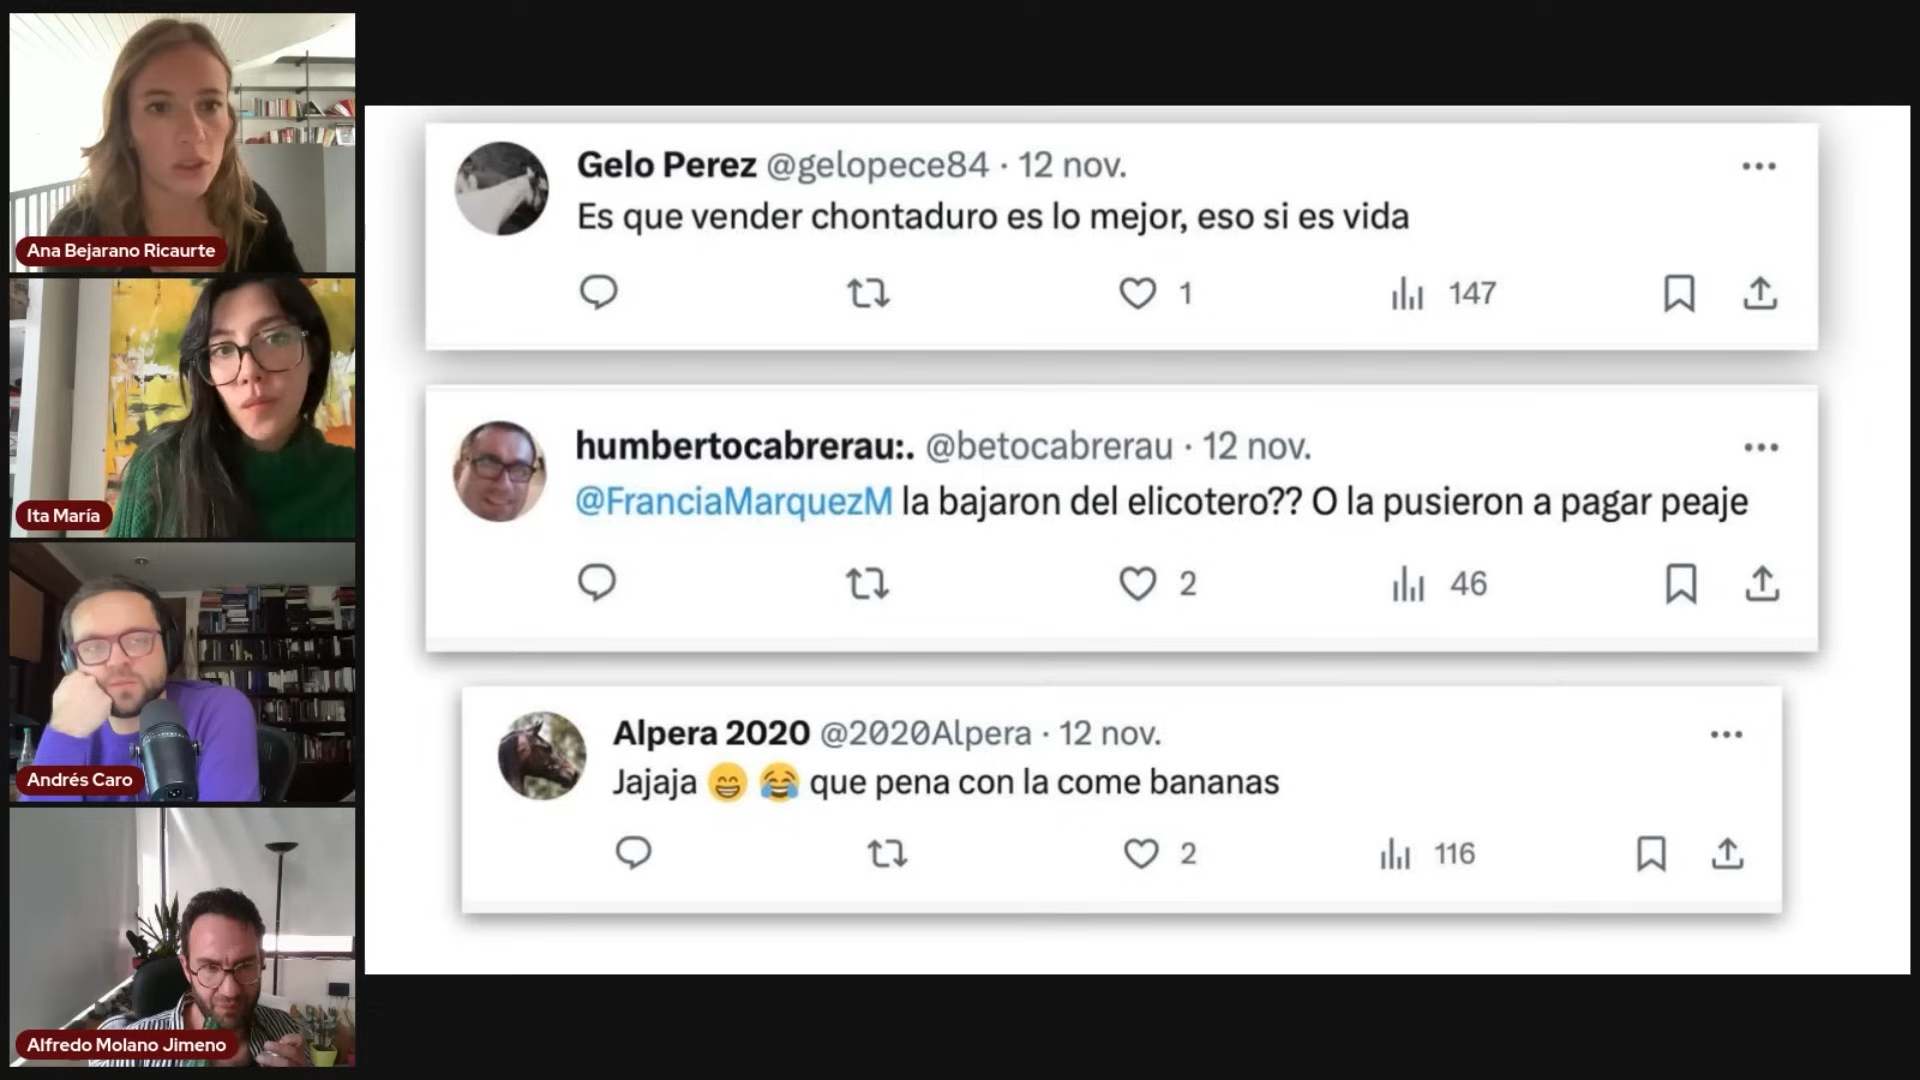 Ana Bejarano Ricaurte
Ita María
Andrés Caro
Alfredo Molano Jimeno
Gelo Perez @gelopece84 · 12 nov.
Es que vender chontaduro es lo mejor, eso si es vida
1 147
humbertocabrerau:. @betocabrerau · 12 nov.
@FranciaMarquezM la bajaron del elicotero?? O la pusieron a pagar peaje
2 46
Alpera 2020 @2020Alpera · 12 nov.
Jajaja 😁 😂 que pena con la come bananas
2 116